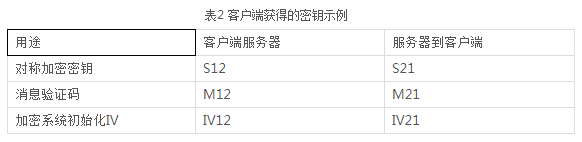 表2 客户端获得的密钥示例
用途 客户端服务器 服务器到客户端
对称加密密钥 S12 S21
消息验证码 M12 M21
加密系统初始化IV IV12 IV21